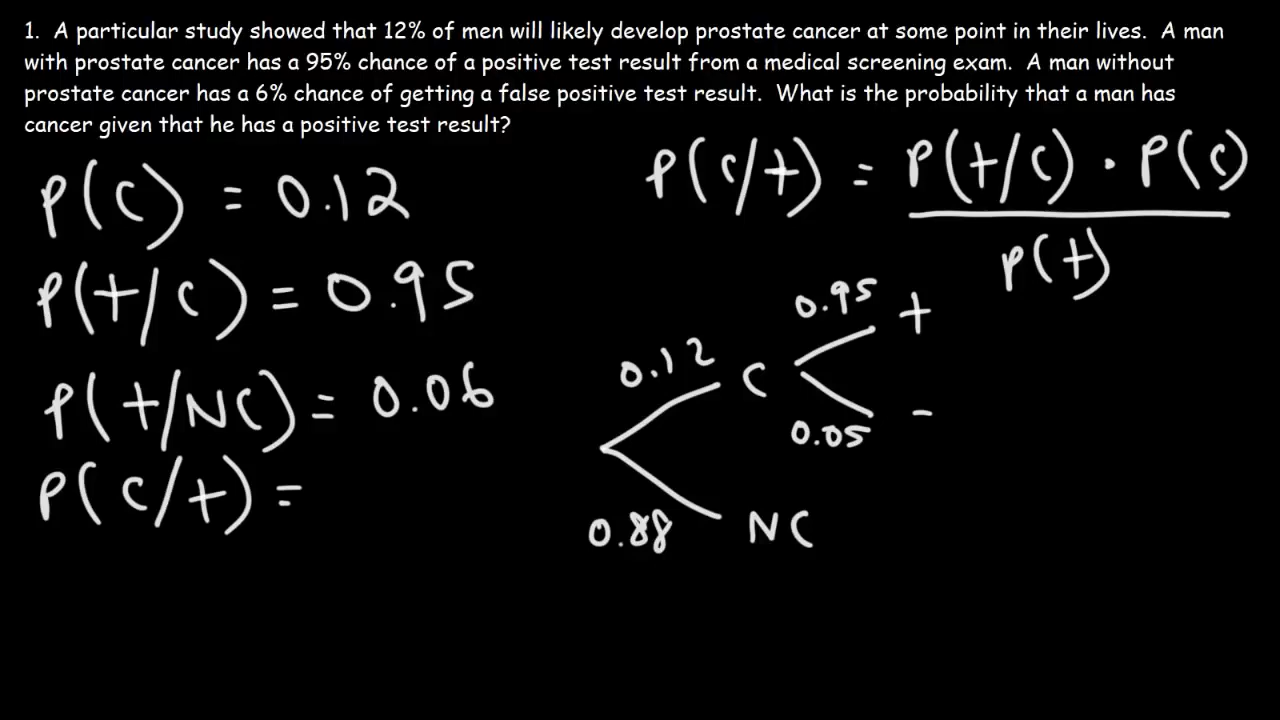 1. A particular study showed that 12% of men will likely develop prostate cancer at some point in their lives. A man
with prostate cancer has a 95% chance of a positive test result from a medical screening exam. A man without
prostate cancer has a 6% chance of getting a false positive test result. What is the probability that a man has
cancer given that he has a positive test result?
P(C) = 0.12
P(+/C) = 0.95
P(+/NC) = 0.06
P(C/+) =
P(C/+) = P(+/C) · P(C)
P(+)
0.95 +
0.12 C
0.05 -
0.88 NC